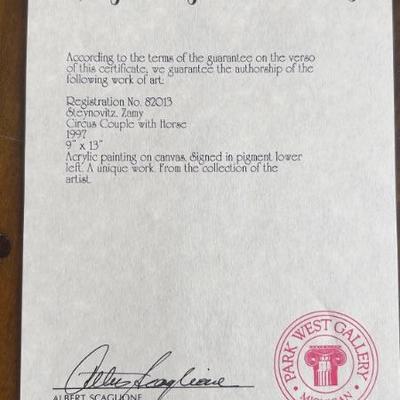 According to the terms of the guarantee on the verso
of this certificate, we guarantee the authorship of the
following work of art:
Registration No. 82013
Steynovitz, Zamy
Circus Couple with Horse
1997
9" x 13"
Acrylic painting on canvas. Signed in pigment lower
left. A unique work. From the collection of the
artist.
Albert Scaglione
ALBERT SCAGLIONE
PARK WEST GALLERY
MICHIGAN